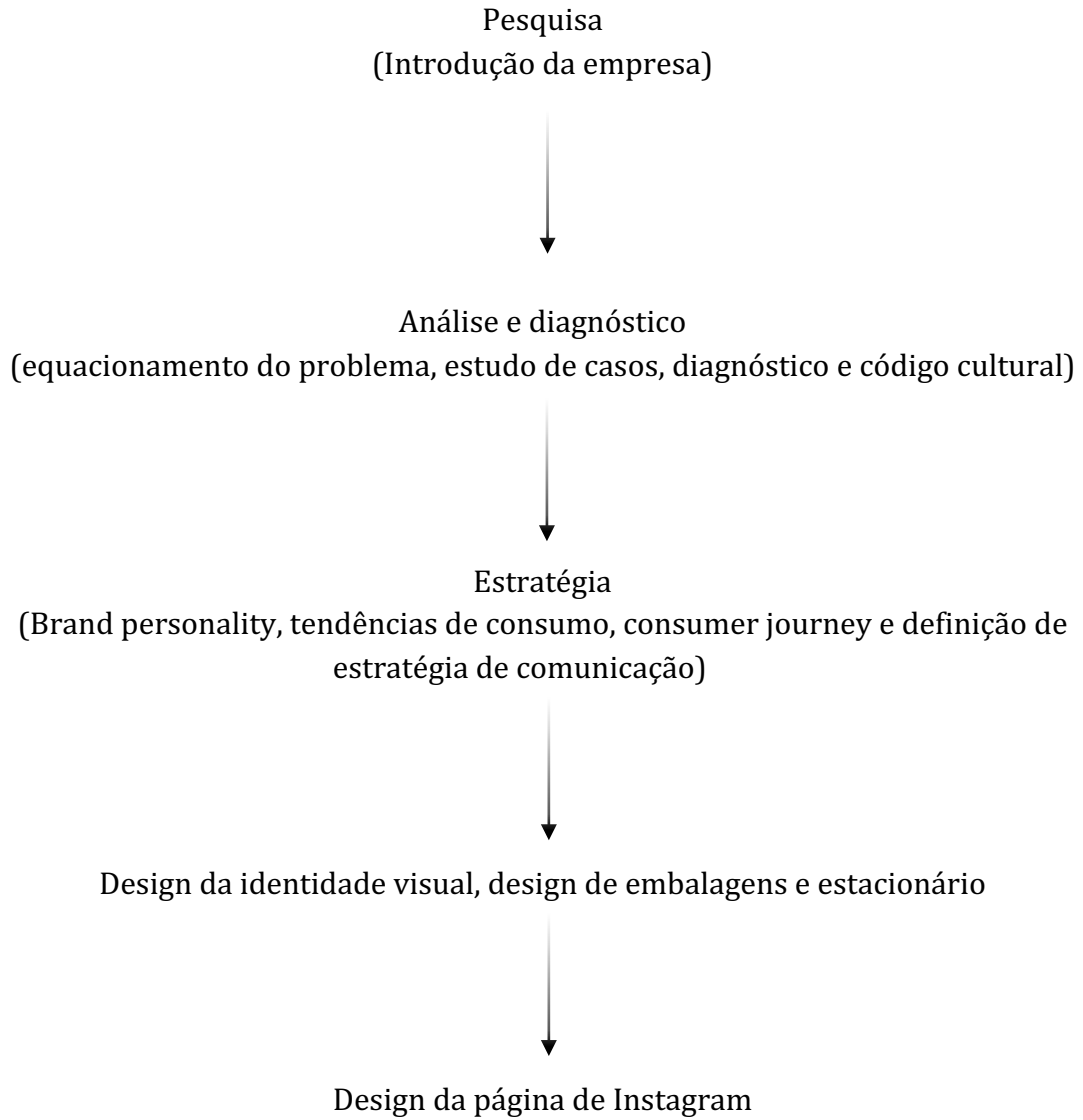 Pesquisa
(Introdução da empresa)
Análise e diagnóstico
(equacionamento do problema, estudo de casos, diagnóstico e código cultural)
Estratégia
(Brand personality, tendências de consumo, consumer journey e definição de
estratégia de comunicação)
Design da identidade visual, design de embalagens e estacionário
Design da página de Instagram